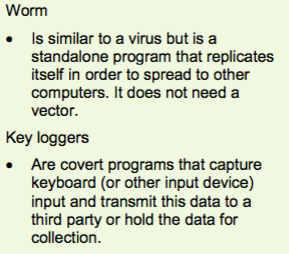 Worm
• Is similar to a virus but is a
standalone program that replicates
itself in order to spread to other
computers. It does not need a
vector.
Key loggers
• Are covert programs that capture
keyboard (or other input device)
input and transmit this data to a
third party or hold the data for
collection.